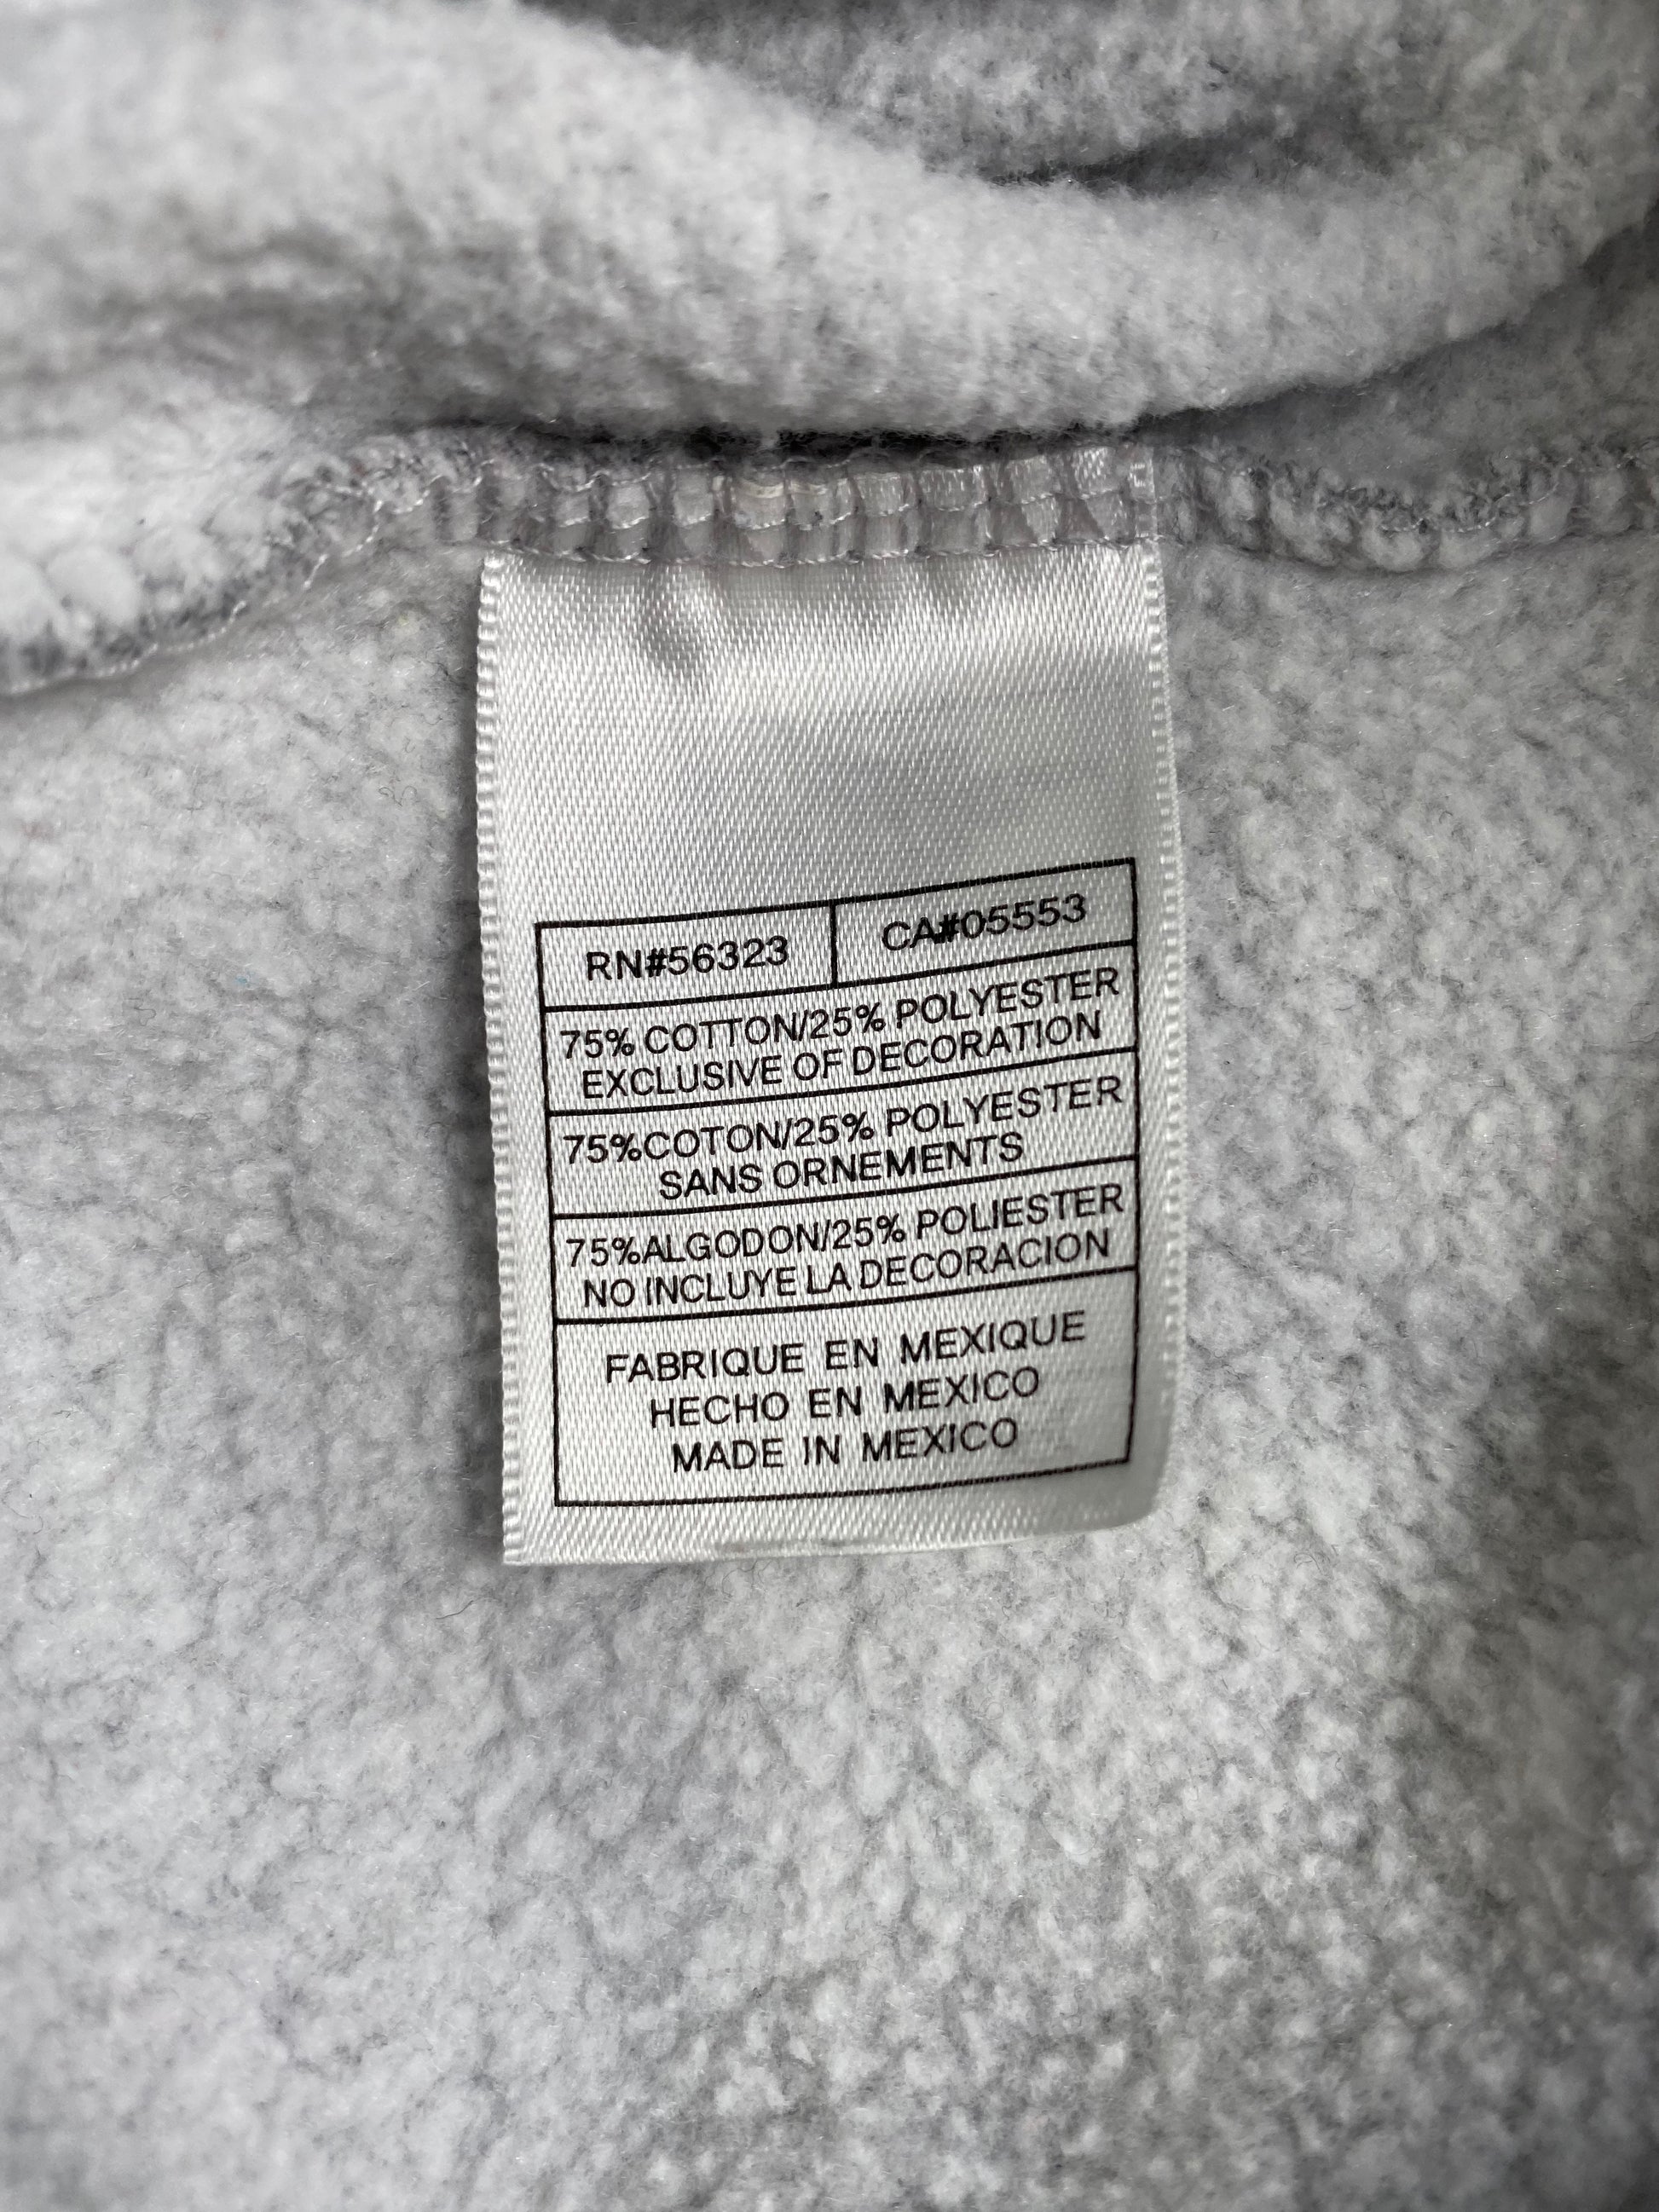 RN#56323 CA#05553
75% COTTON/25% POLYESTER
EXCLUSIVE OF DECORATION
75%COTON/25% POLYESTER
SANS ORNEMENTS
75%ALGODON/25% POLIESTER
NO INCLUYE LA DECORACION
FABRIQUE EN MEXIQUE
HECHO EN MEXICO
MADE IN MEXICO